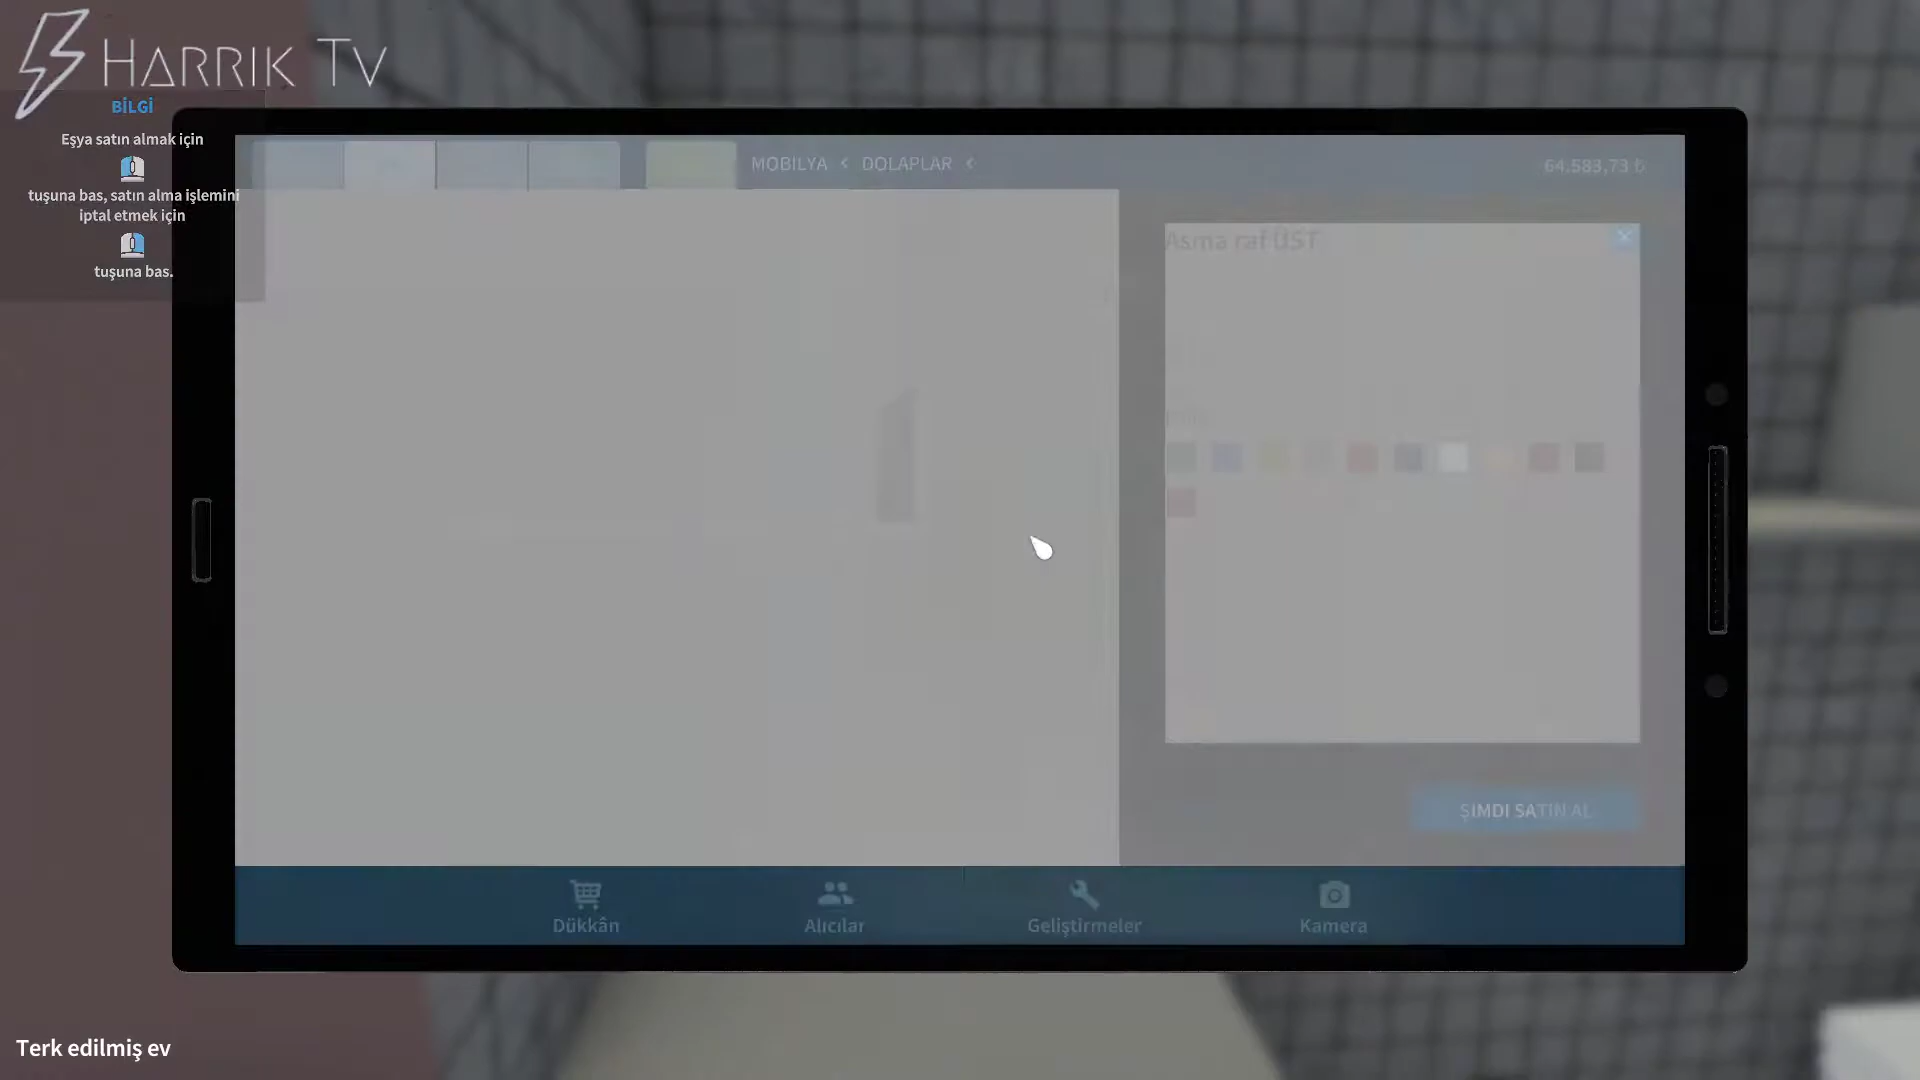 HARRIK TV
BİLGİ
Eşya satın almak için
tuşuna bas, satın alma işlemini
iptal etmek için
tuşuna bas.
MOBILYA < DOLAPLAR <
64.583,73 ₺
Asma raf ÜST
ŞIMDI SATIN AL
Dükkân
Alıcılar
Geliştirmeler
Kamera
Terk edilmiş ev